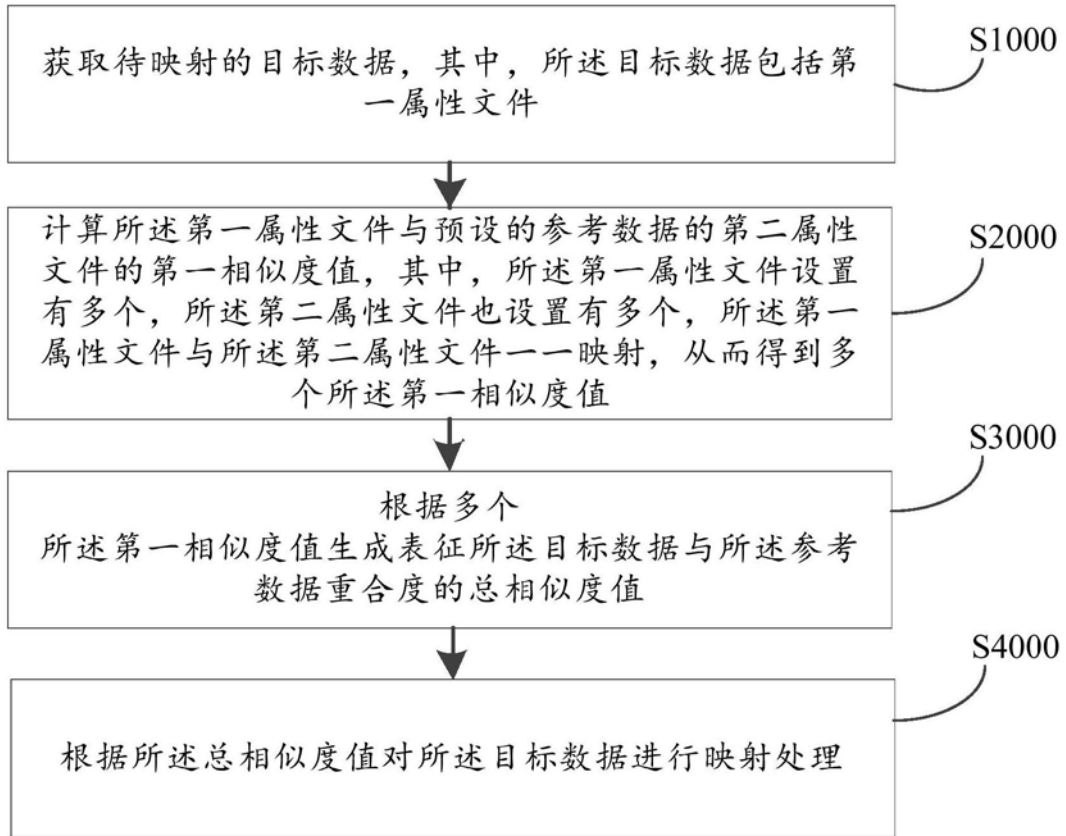 获取待映射的目标数据，其中，所述目标数据包括第
一属性文件
S1000
计算所述第一属性文件与预设的参考数据的第二属性
文件的第一相似度值，其中，所述第一属性文件设置
有多个，所述第二属性文件也设置有多个，所述第一
属性文件与所述第二属性文件一一映射，从而得到多
个所述第一相似度值
S2000
根据多个
所述第一相似度值生成表征所述目标数据与所述参考
数据重合度的总相似度值
S3000
根据所述总相似度值对所述目标数据进行映射处理
S4000